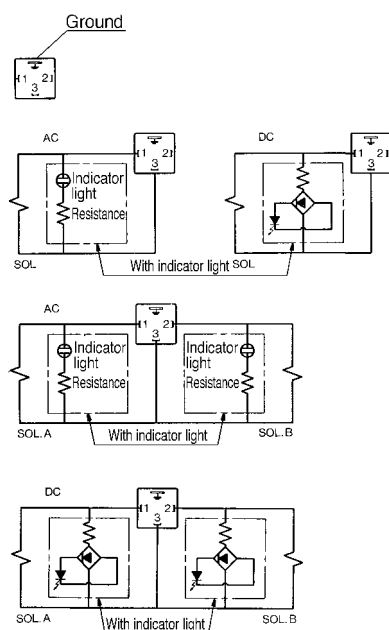 Ground
1 2
3
AC
1 2
3
Indicator
light
Resistance
SOL
DC
1 2
3
SOL
With indicator light
AC
1 2
3
Indicator
light
Resistance
Indicator
light
Resistance
SOL. A
With indicator light
SOL. B
DC
1 2
3
SOL. A
With indicator light
SOL. B